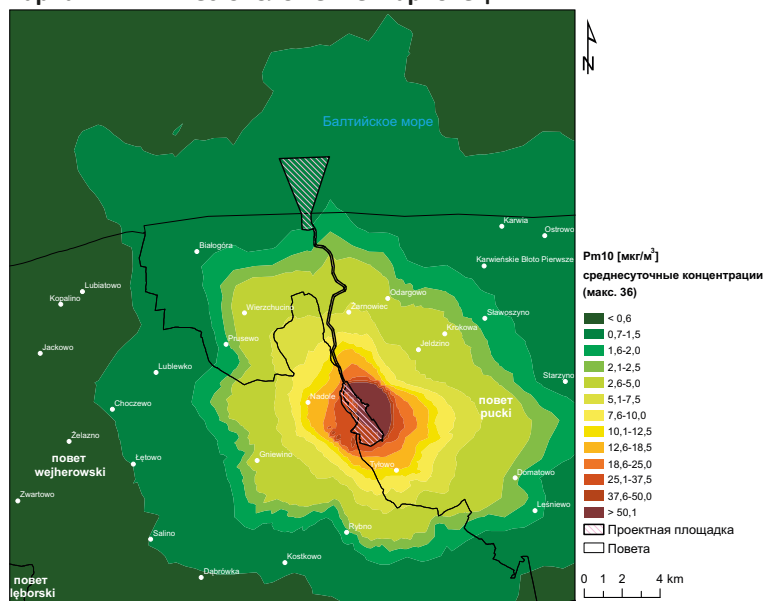 N
Балтийское море
Karwia
Ostrowo
Białogóra
Karwieńskie Błoto Pierwsze
Lubiatowo
Kopalino
Odargowo
Wierzchucino
Żarnowiec
Sławoszyno
Krokowa
Prusewo
Jeldzino
Jackowo
Lublewko
Starzyno
Nadole
повет
pucki
Choczewo
Żelazno
Gniewino
повет
wejherowski
Łętowo
Domatowo
Zwartowo
Leśniewo
Rybno
Salino
Kostkowo
Dąbrówka
повет
lęborski
Pm10 [мкг/м³]
среднесуточные концентрации
(макс. 36)
< 0,6
0,7-1,5
1,6-2,0
2,1-2,5
2,6-5,0
5,1-7,5
7,6-10,0
10,1-12,5
12,6-18,5
18,6-25,0
25,1-37,5
37,6-50,0
> 50,1
Проектная площадка
Повета
0 1 2 4 km